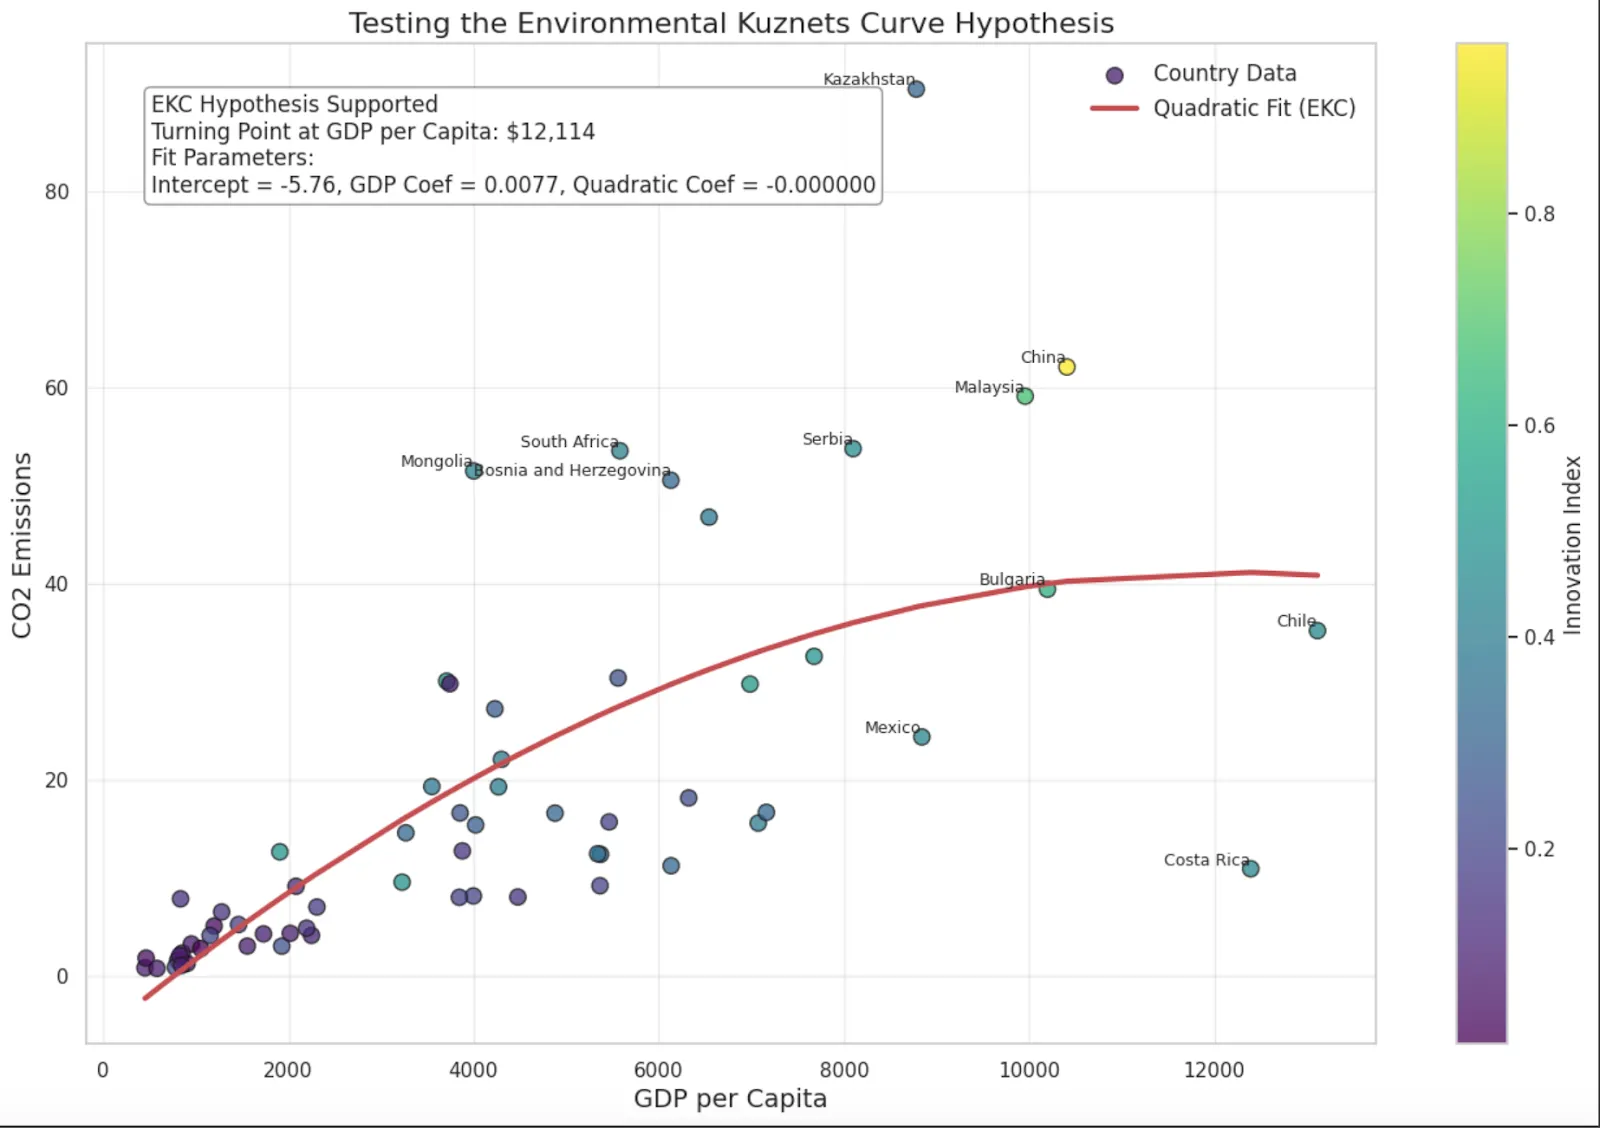 Testing the Environmental Kuznets Curve Hypothesis
Kazakhstan
Country Data
Quadratic Fit (EKC)
EKC Hypothesis Supported
Turning Point at GDP per Capita: $12,114
Fit Parameters:
Intercept = -5.76, GDP Coef = 0.0077, Quadratic Coef = -0.000000
China
Malaysia
South Africa
Serbia
Mongolia
Bosnia and Herzegovina
Bulgaria
Chile
Mexico
Costa Rica
CO2 Emissions
80
60
40
20
0
0 2000 4000 6000 8000 10000 12000
GDP per Capita
0.8
0.6
0.4
0.2
Innovation Index